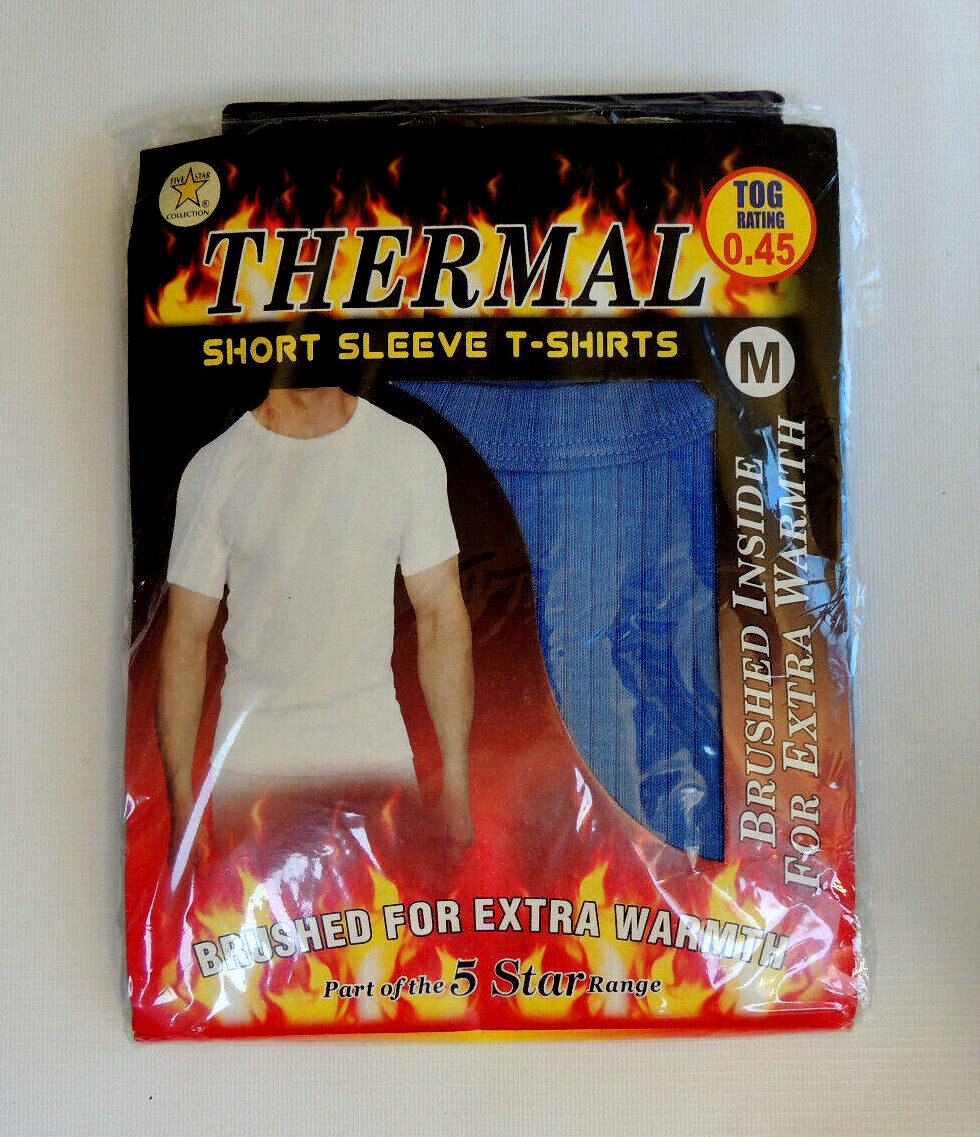 FIVE STAR
®
COLLECTION
TOG
RATING
0.45
THERMAL
SHORT SLEEVE T-SHIRTS
M
BRUSHED INSIDE
FOR EXTRA WARMTH
BRUSHED FOR EXTRA WARMTH
Part of the 5 Star Range